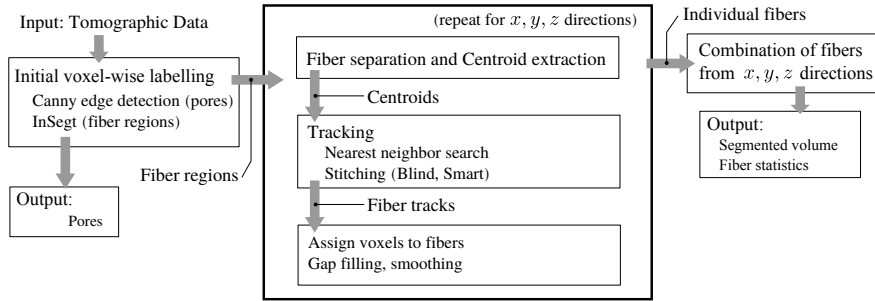 Input: Tomographic Data
Initial voxel-wise labelling
Canny edge detection (pores)
InSegt (fiber regions)
Output:
Pores
Fiber regions
(repeat for x, y, z directions)
Fiber separation and Centroid extraction
Centroids
Tracking
Nearest neighbor search
Stitching (Blind, Smart)
Fiber tracks
Assign voxels to fibers
Gap filling, smoothing
Individual fibers
Combination of fibers
from x, y, z directions
Output:
Segmented volume
Fiber statistics